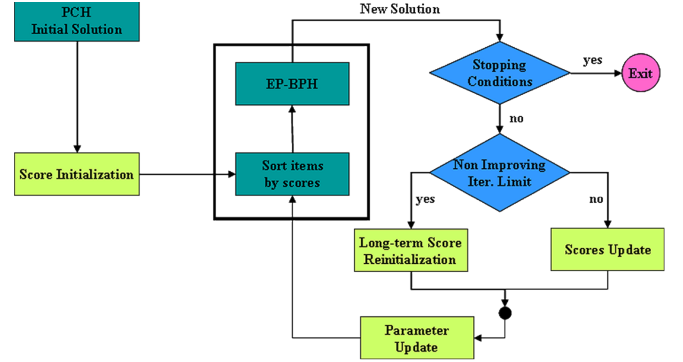 PCH
Initial Solution
New Solution
Stopping
Conditions
yes
Exit
EP-BPH
no
Score Initialization
Sort items
by scores
Non Improving
Iter. Limit
yes
no
Long-term Score
Reinitialization
Scores Update
Parameter
Update